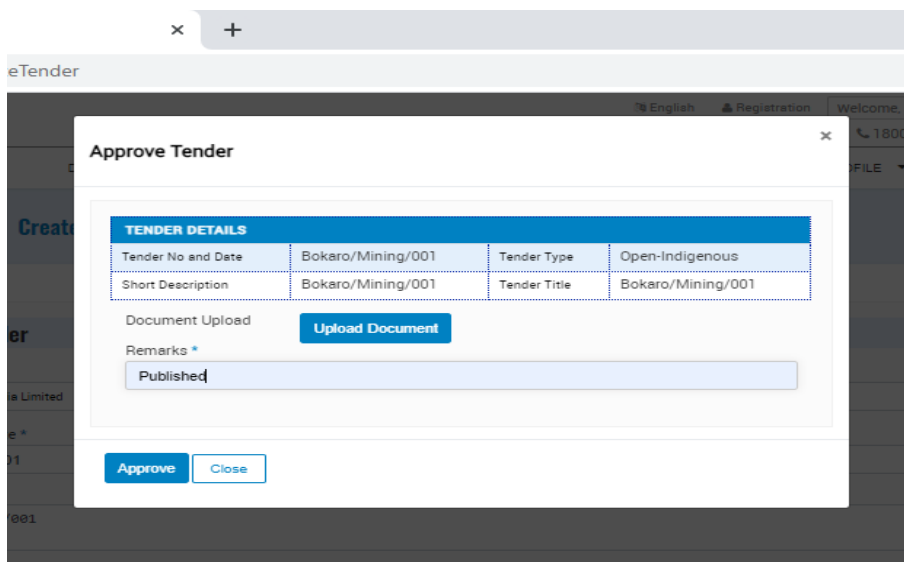 eTender
English Registration Welcome,
1800
Approve Tender
OFILE
Create
TENDER DETAILS
Tender No and Date Bokaro/Mining/001 Tender Type Open-Indigenous
Short Description Bokaro/Mining/001 Tender Title Bokaro/Mining/001
Document Upload Upload Document
er
Remarks *
Published
ia Limited
e *
01
Approve Close
/001